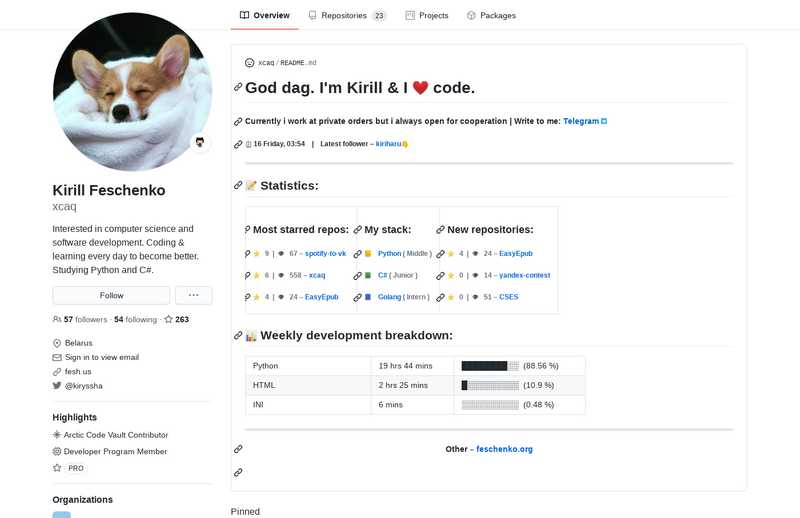 Overview
Repositories 23
Projects
Packages
Kirill Feschenko
xcaq
Interested in computer science and
software development. Coding &
learning every day to become better.
Studying Python and C#.
Follow
57 followers · 54 following · 263
Belarus
Sign in to view email
fesh.us
@kiryssha
Highlights
Arctic Code Vault Contributor
Developer Program Member
PRO
Organizations
xcaq / README.md
God dag. I'm Kirill & I ❤️ code.
Currently i work at private orders but i always open for cooperation | Write to me: Telegram
16 Friday, 03:54 | Latest follower – kiriharu
📝 Statistics:
Most starred repos:
⭐ 9 | 👁 67 – spotify-to-vk
⭐ 6 | 👁 558 – xcaq
⭐ 4 | 👁 24 – EasyEpub
My stack:
Python ( Middle )
C# ( Junior )
Golang ( Intern )
New repositories:
⭐ 4 | 👁 24 – EasyEpub
⭐ 0 | 👁 14 – yandex-contest
⭐ 0 | 👁 51 – CSES
📊 Weekly development breakdown:
Python 19 hrs 44 mins ████████░░ (88.56 %)
HTML 2 hrs 25 mins █░░░░░░░░░ (10.9 %)
INI 6 mins ░░░░░░░░░░ (0.48 %)
Other – feschenko.org
Pinned